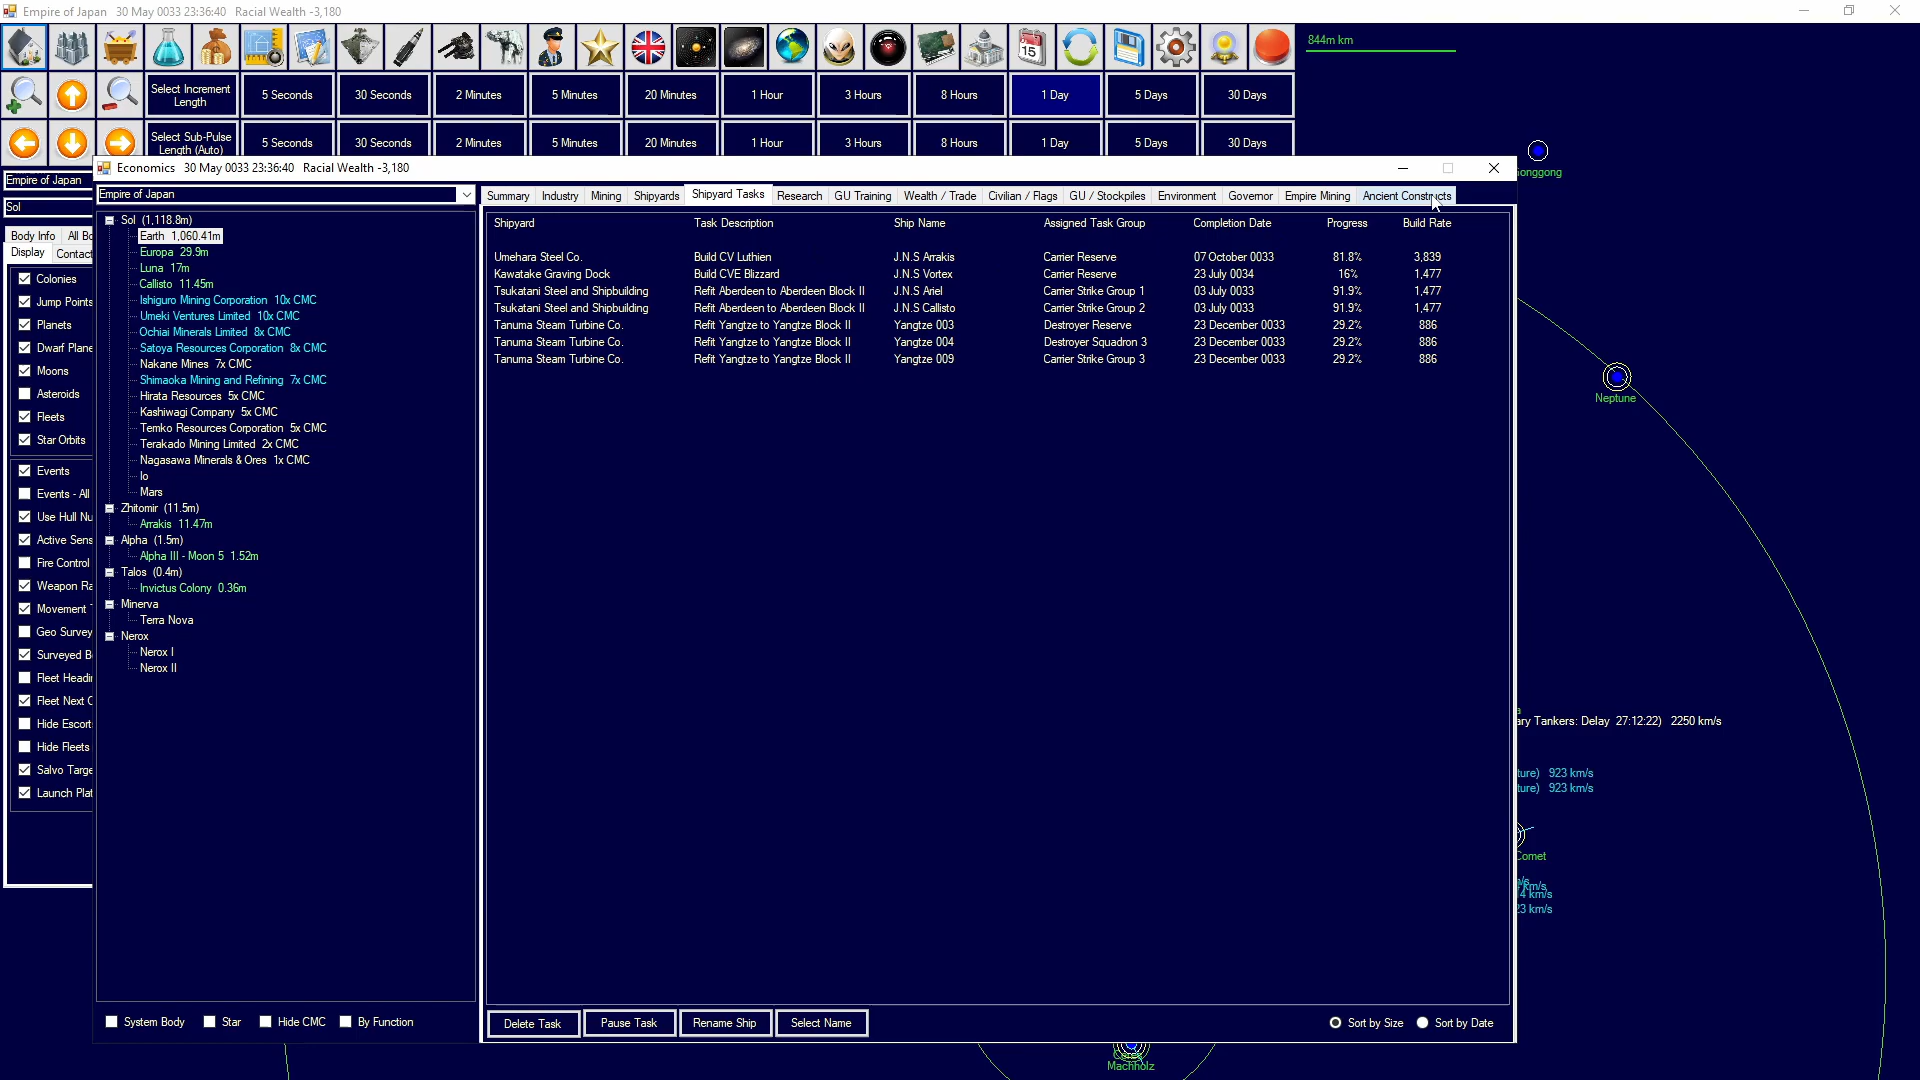 Empire of Japan   30 May 0033 23:36:40   Racial Wealth -3,180
844m km
Select Increment Length
5 Seconds
30 Seconds
2 Minutes
5 Minutes
20 Minutes
1 Hour
3 Hours
8 Hours
1 Day
5 Days
30 Days
Select Sub-Pulse Length (Auto)
5 Seconds
30 Seconds
2 Minutes
5 Minutes
20 Minutes
1 Hour
3 Hours
8 Hours
1 Day
5 Days
30 Days
Economics   30 May 0033 23:36:40   Racial Wealth -3,180
Empire of Japan
Sol
Body Info
Display
Colonies
Planets
Moons
Asteroids
Fleets
Star Orbits
Events
Events - All
Geo Survey
Empire of Japan
Sol (1,118.8m)
Earth 1,060.41m
Europa 29.9m
Luna 17m
Callisto 11.45m
Ishiguro Mining Corporation 10x CMC
Umeki Ventures Limited 10x CMC
Ochiai Minerals Limited 8x CMC
Satoya Resources Corporation 8x CMC
Nakane Mines 7x CMC
Shimaoka Mining and Refining 7x CMC
Hirata Resources 5x CMC
Kashiwagi Company 5x CMC
Temko Resources Corporation 5x CMC
Terakado Mining Limited 2x CMC
Nagasawa Minerals & Ores 1x CMC
Io
Mars
Zhitomir (11.5m)
Arrakis 11.47m
Alpha (1.5m)
Alpha III - Moon 5 1.52m
Talos (0.4m)
Invictus Colony 0.36m
Minerva
Terra Nova
Nerox
Nerox I
Nerox II
System Body
Star
Hide CMC
By Function
Summary
Industry
Mining
Shipyards
Shipyard Tasks
Research
GU Training
Wealth / Trade
Civilian / Flags
GU / Stockpiles
Environment
Governor
Empire Mining
Ancient Constructs
Shipyard   Task Description   Ship Name   Assigned Task Group   Completion Date   Progress   Build Rate
Umehara Steel Co.   Build CV Luthien   J.N.S Arrakis   Carrier Reserve   07 October 0033   81.8%   3,839
Kawatake Graving Dock   Build CVE Blizzard   J.N.S Vortex   Carrier Reserve   23 July 0034   16%   1,477
Tsukatani Steel and Shipbuilding   Refit Aberdeen to Aberdeen Block II   J.N.S Ariel   Carrier Strike Group 1   03 July 0033   91.9%   1,477
Tsukatani Steel and Shipbuilding   Refit Aberdeen to Aberdeen Block II   J.N.S Callisto   Carrier Strike Group 2   03 July 0033   91.9%   1,477
Tanuma Steam Turbine Co.   Refit Yangtze to Yangtze Block II   Yangtze 003   Destroyer Reserve   23 December 0033   29.2%   886
Tanuma Steam Turbine Co.   Refit Yangtze to Yangtze Block II   Yangtze 004   Destroyer Squadron 3   23 December 0033   29.2%   886
Tanuma Steam Turbine Co.   Refit Yangtze to Yangtze Block II   Yangtze 009   Carrier Strike Group 3   23 December 0033   29.2%   886
Delete Task
Pause Task
Rename Ship
Select Name
Sort by Size
Sort by Date
Neptune
Tankers: Delay 27:12:22)   2250 km/s
923 km/s
923 km/s
Comet
Machholz